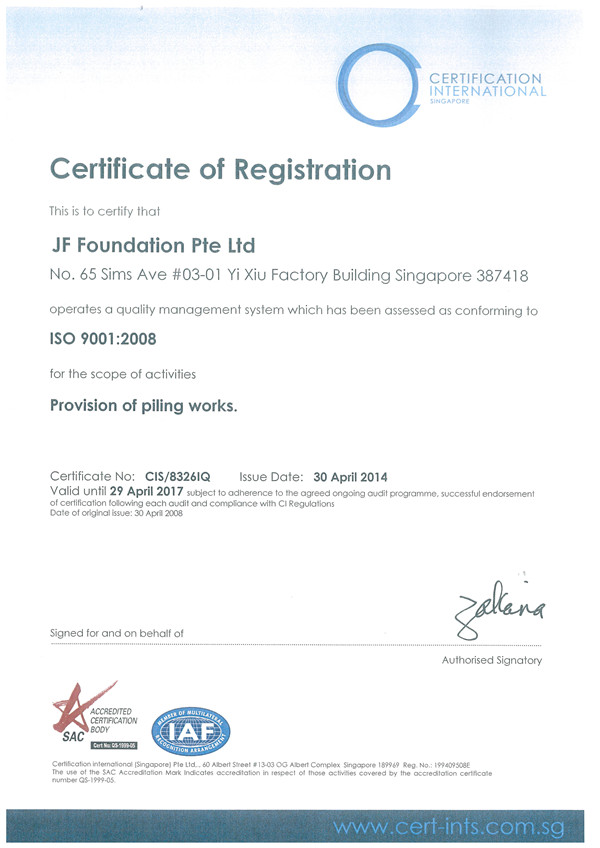 CERTIFICATION
INTERNATIONAL
SINGAPORE
Certificate of Registration
This is to certify that
JF Foundation Pte Ltd
No. 65 Sims Ave #03-01 Yi Xiu Factory Building Singapore 387418
operates a quality management system which has been assessed as conforming to
ISO 9001:2008
for the scope of activities
Provision of piling works.
Certificate No: CIS/8326IQ Issue Date: 30 April 2014
Valid until 29 April 2017 subject to adherence to the agreed ongoing audit programme, successful endorsement
of certification following each audit and compliance with CI Regulations
Date of original issue: 30 April 2008
Signed for and on behalf of
Authorised Signatory
SAC
ACCREDITED
CERTIFICATION
BODY
Cert No: QS-1999-05
MEMBER OF MULTILATERAL
IAF
RECOGNITION ARRANGEMENT
Certification International (Singapore) Pte Ltd., 60 Albert Street #13-03 OG Albert Complex Singapore 189969 Reg. No.: 199409508E
The use of the SAC Accreditation Mark indicates accreditation in respect of those activities covered by the accreditation certificate
number QS-1999-05.
www.cert-ints.com.sg